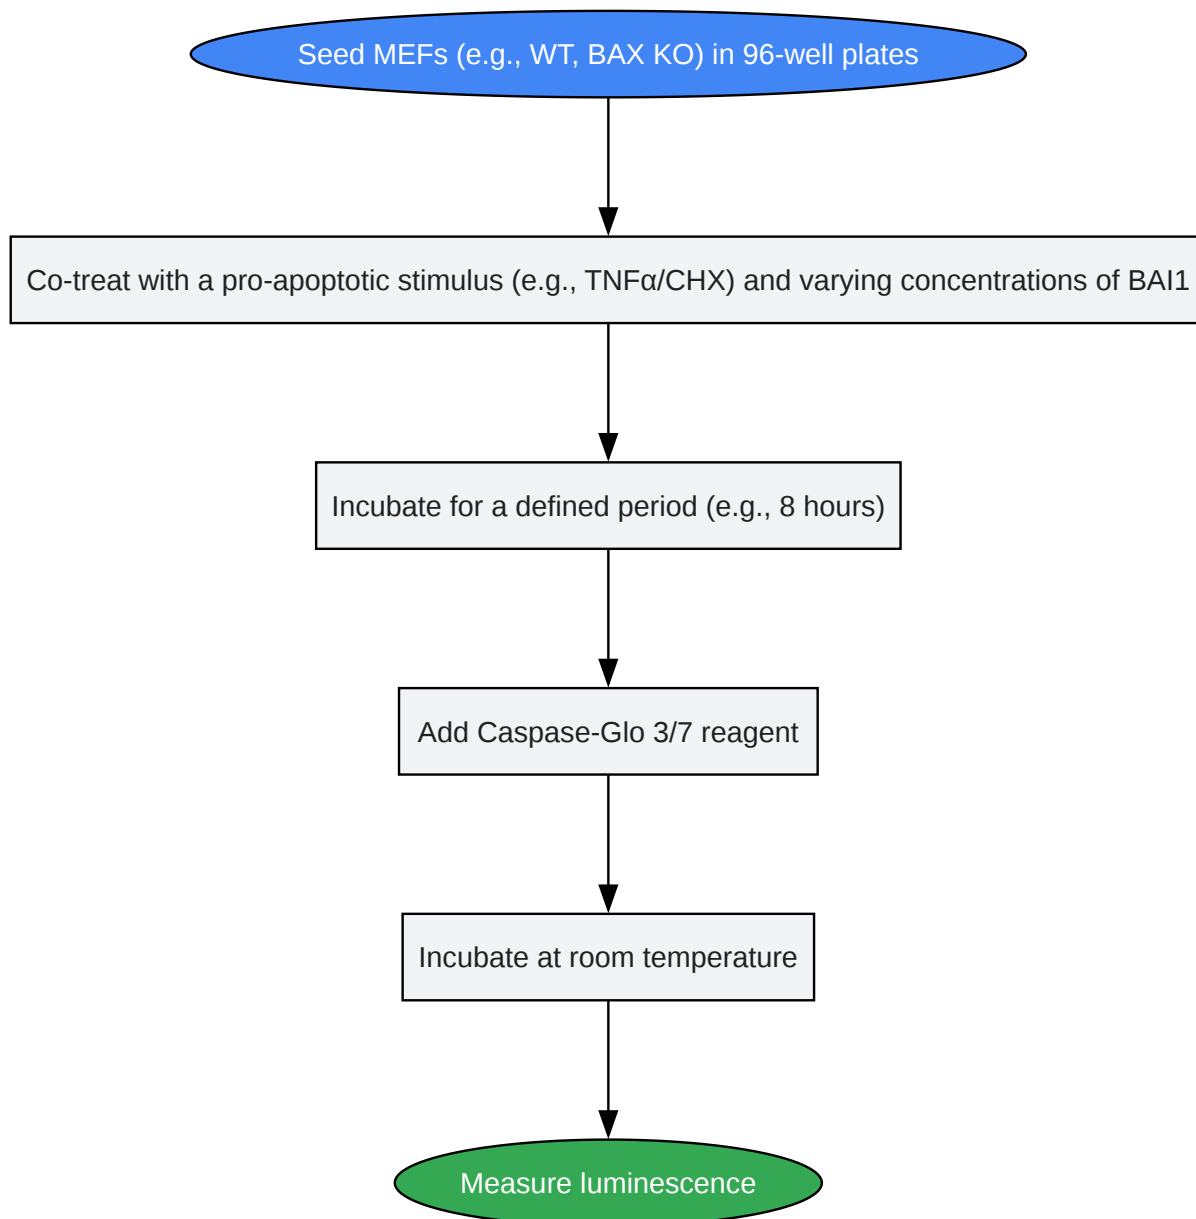 Seed MEFs (e.g., WT, BAX KO) in 96-well plates
Co-treat with a pro-apoptotic stimulus (e.g., TNFα/CHX) and varying concentrations of BAI1
Incubate for a defined period (e.g., 8 hours)
Add Caspase-Glo 3/7 reagent
Incubate at room temperature
Measure luminescence